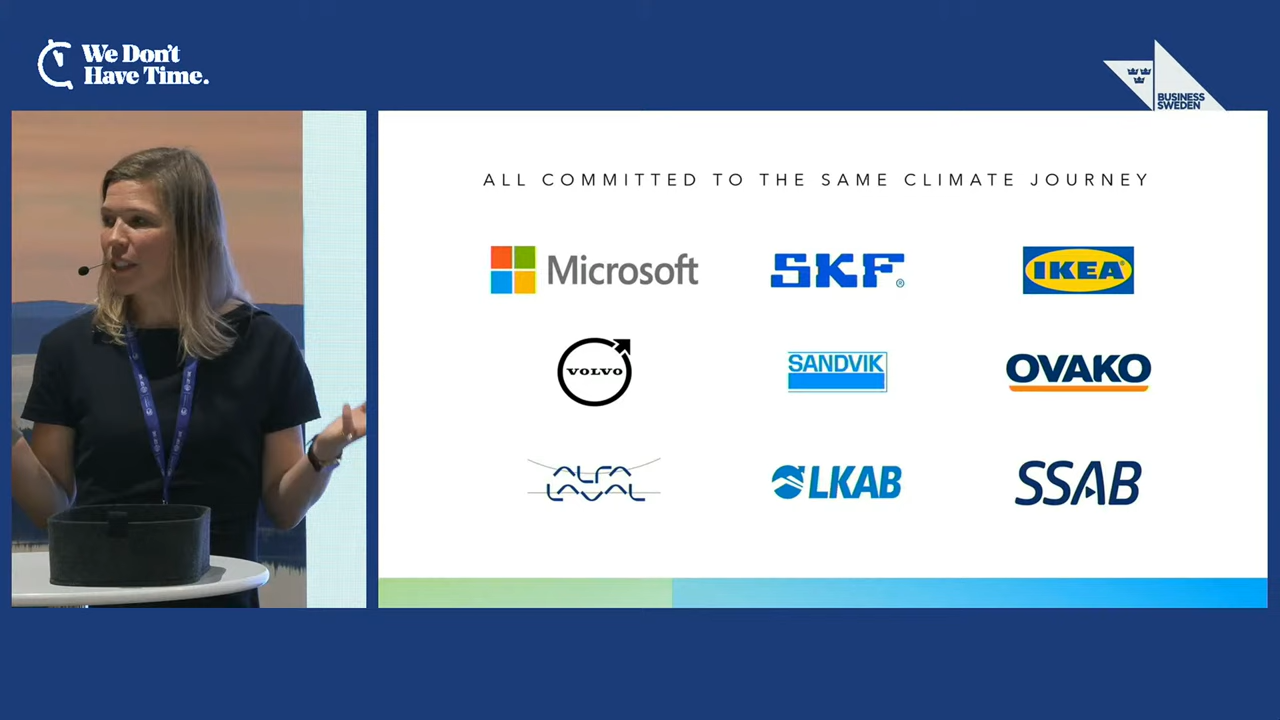 We Don't
Have Time.
BUSINESS
SWEDEN
ALL COMMITTED TO THE SAME CLIMATE JOURNEY
Microsoft
SKF®
IKEA®
VOLVO
SANDVIK
OVAKO
ALFA
LAVAL
LKAB
SSAB